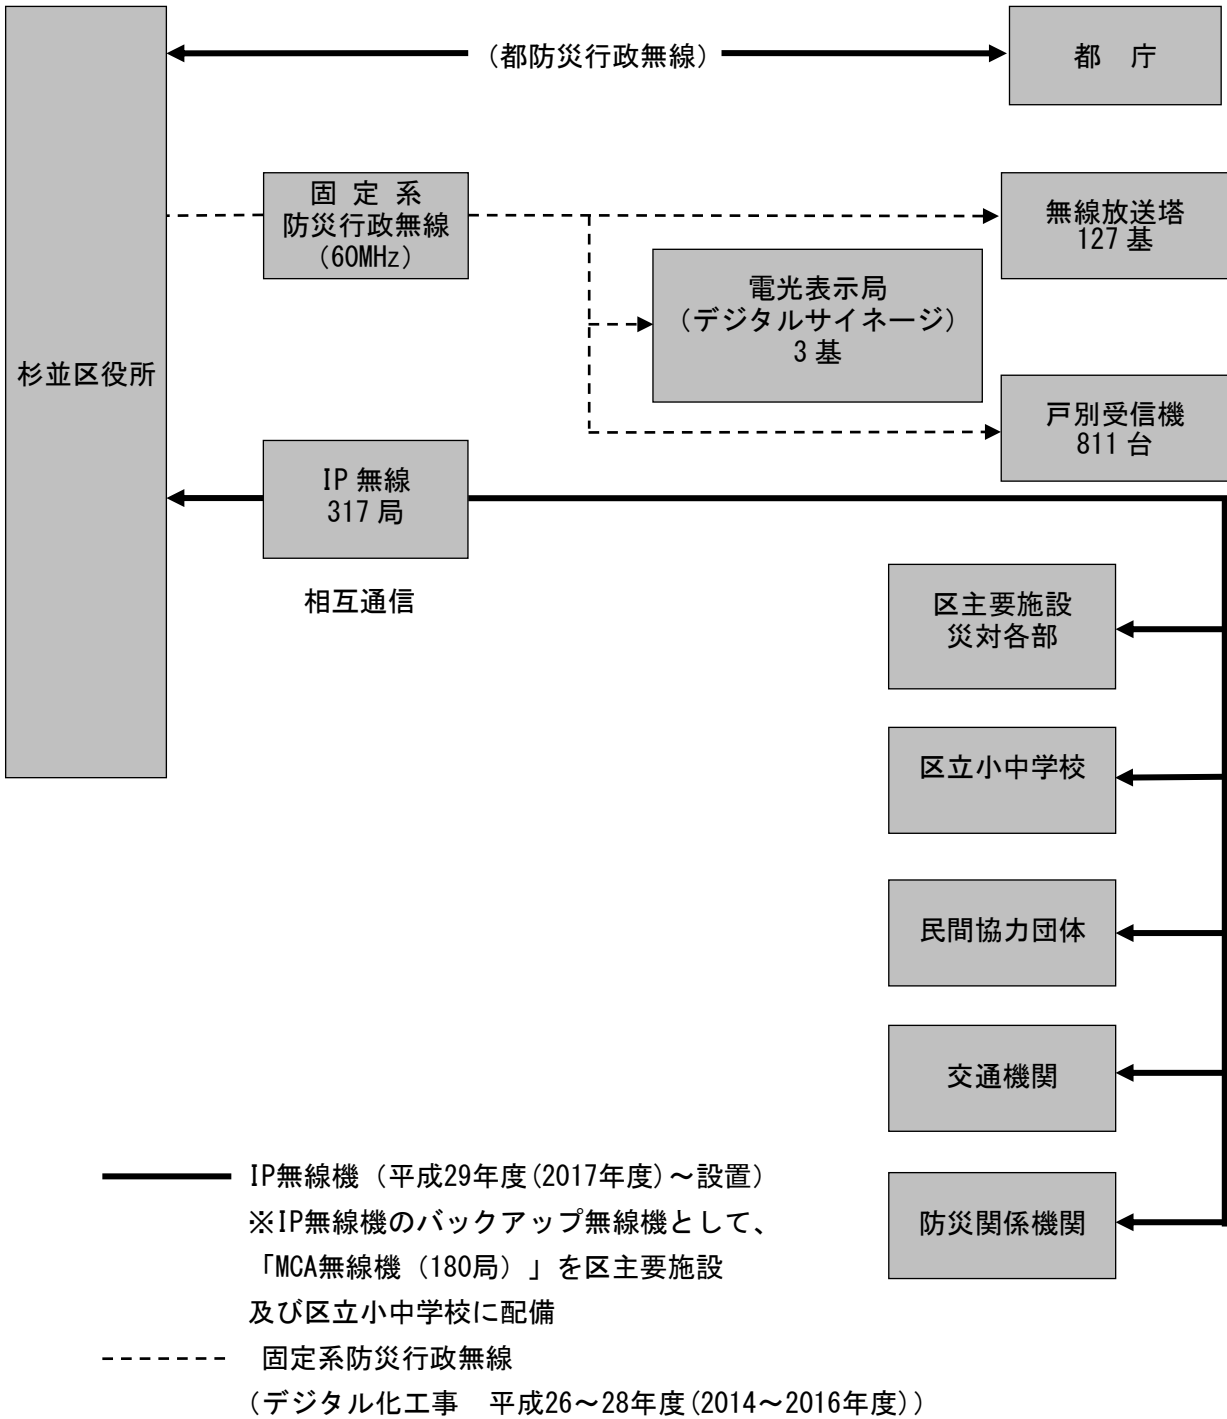 杉並区役所
（都防災行政無線）
都　庁
固 定 系
防災行政無線
(60MHz)
無線放送塔
127 基
電光表示局
（デジタルサイネージ）
3 基
戸別受信機
811 台
IP 無線
317 局
相互通信
区主要施設
災対各部
区立小中学校
民間協力団体
交通機関
防災関係機関
IP無線機（平成29年度(2017年度)～設置）
※IP無線機のバックアップ無線機として、
「MCA無線機（180局）」を区主要施設
及び区立小中学校に配備
固定系防災行政無線
（デジタル化工事　平成26～28年度(2014～2016年度)）